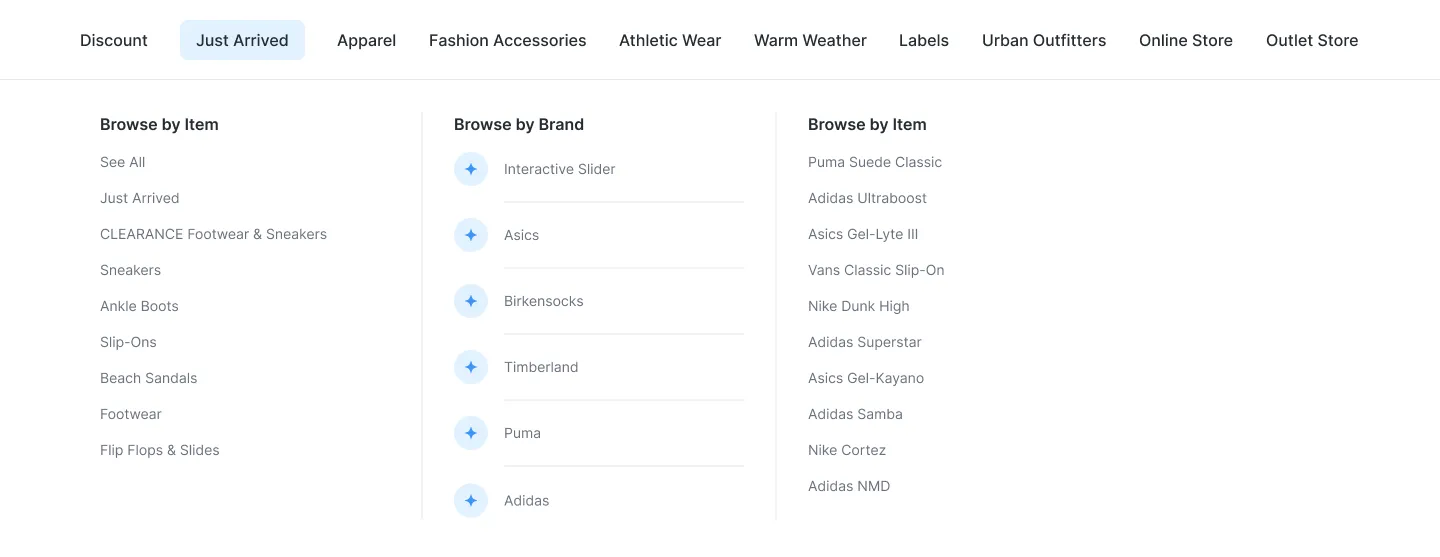 Discount
Just Arrived
Apparel
Fashion Accessories
Athletic Wear
Warm Weather
Labels
Urban Outfitters
Online Store
Outlet Store
Browse by Item
See All
Just Arrived
CLEARANCE Footwear & Sneakers
Sneakers
Ankle Boots
Slip-Ons
Beach Sandals
Footwear
Flip Flops & Slides
Browse by Brand
Interactive Slider
Asics
Birkensocks
Timberland
Puma
Adidas
Browse by Item
Puma Suede Classic
Adidas Ultraboost
Asics Gel-Lyte III
Vans Classic Slip-On
Nike Dunk High
Adidas Superstar
Asics Gel-Kayano
Adidas Samba
Nike Cortez
Adidas NMD